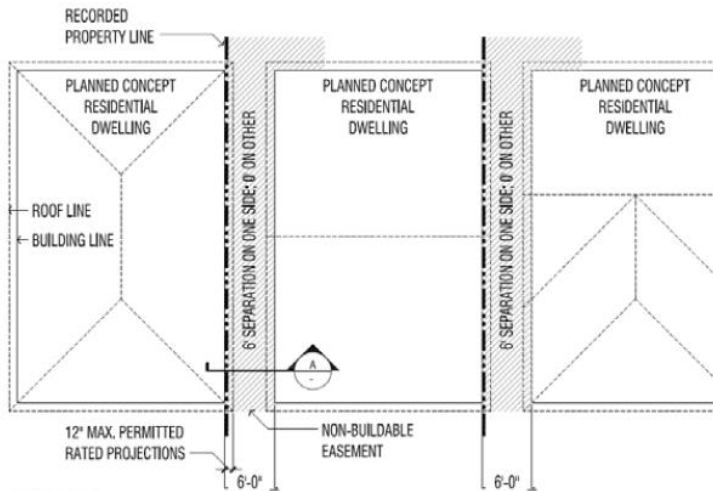 RECORDED
PROPERTY LINE
PLANNED CONCEPT
RESIDENTIAL
DWELLING
PLANNED CONCEPT
RESIDENTIAL
DWELLING
PLANNED CONCEPT
RESIDENTIAL
DWELLING
6' SEPARATION ON ONE SIDE; 0' ON OTHER
6' SEPARATION ON ONE SIDE; 0' ON OTHER
ROOF LINE
BUILDING LINE
A
-
12" MAX. PERMITTED
RATED PROJECTIONS
NON-BUILDABLE
EASEMENT
6'-0"
6'-0"